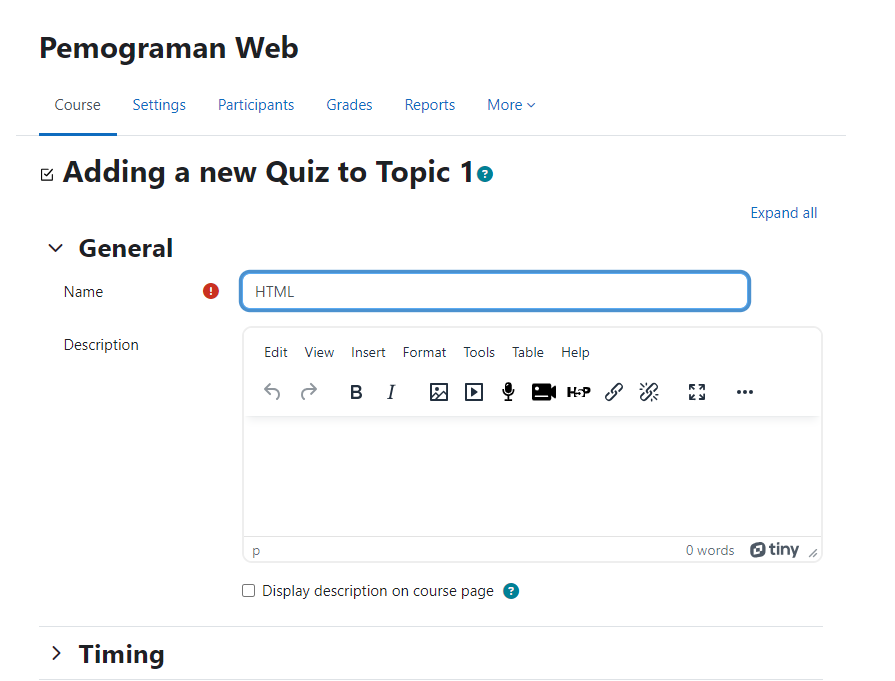 Pemograman Web
Course Settings Participants Grades Reports More
Adding a new Quiz to Topic 1 ?
Expand all
General
Name ! HTML
Description
Edit View Insert Format Tools Table Help
B I H-P
p 0 words tiny
Display description on course page ?
Timing